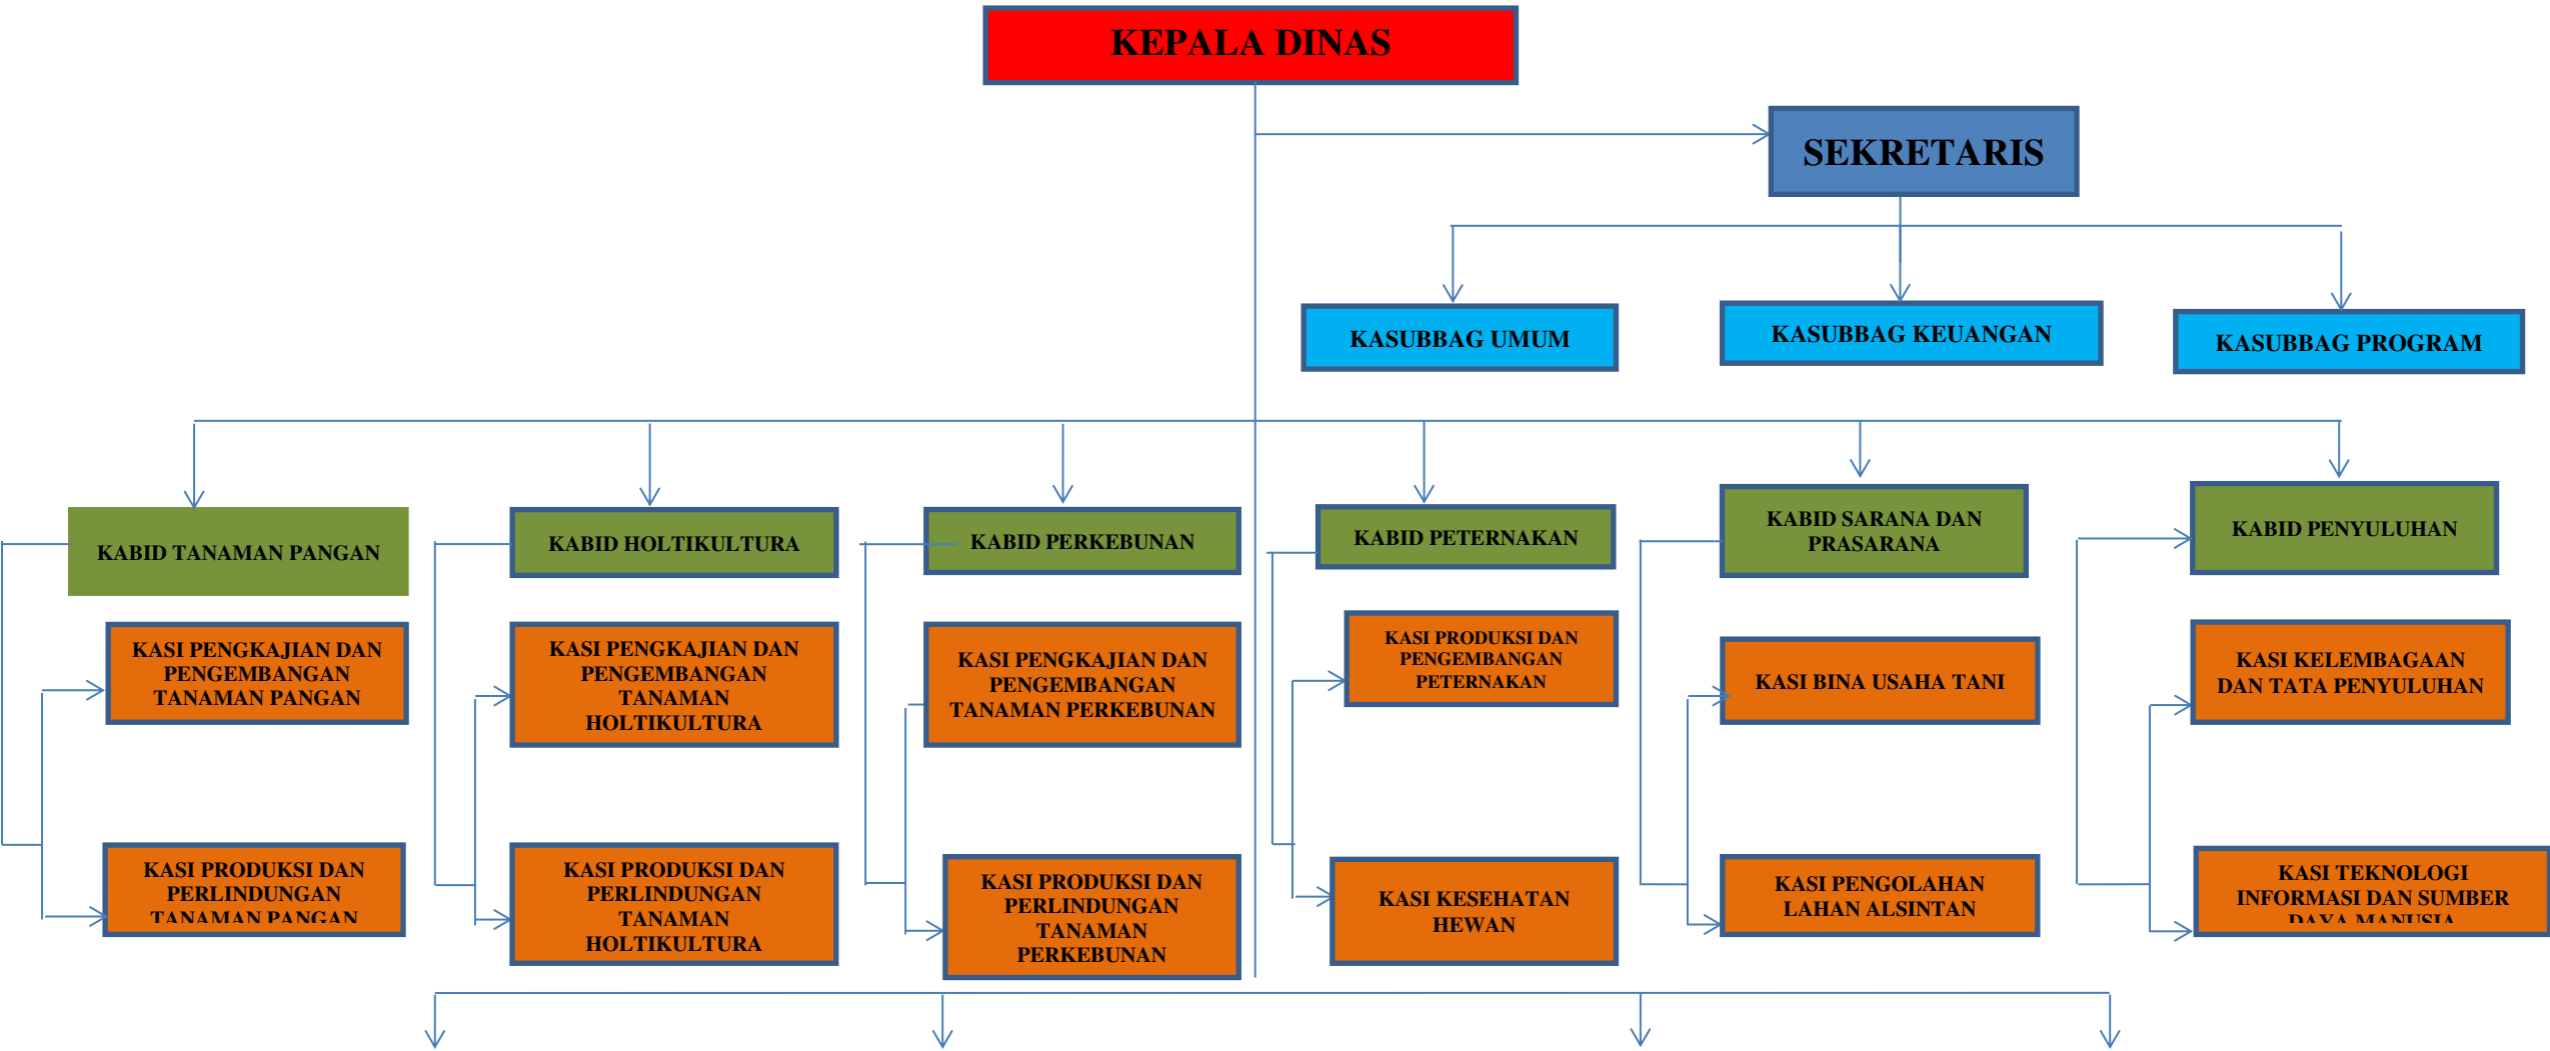 KEPALA DINAS
SEKRETARIS
KASUBBAG UMUM
KASUBBAG KEUANGAN
KASUBBAG PROGRAM
KABID TANAMAN PANGAN
KABID HOLTIKULTURA
KABID PERKEBUNAN
KABID PETERNAKAN
KABID SARANA DAN
PRASARANA
KABID PENYULUHAN
KASI PENGKAJIAN DAN
PENGEMBANGAN
TANAMAN PANGAN
KASI PENGKAJIAN DAN
PENGEMBANGAN
TANAMAN
HOLTIKULTURA
KASI PENGKAJIAN DAN
PENGEMBANGAN
TANAMAN PERKEBUNAN
KASI PRODUKSI DAN
PENGEMBANGAN
PETERNAKAN
KASI BINA USAHA TANI
KASI KELEMBAGAAN
DAN TATA PENYULUHAN
KASI PRODUKSI DAN
PERLINDUNGAN
TANAMAN PANGAN
KASI PRODUKSI DAN
PERLINDUNGAN
TANAMAN
HOLTIKULTURA
KASI PRODUKSI DAN
PERLINDUNGAN
TANAMAN
PERKEBUNAN
KASI KESEHATAN
HEWAN
KASI PENGOLAHAN
LAHAN ALSINTAN
KASI TEKNOLOGI
INFORMASI DAN SUMBER
DAYA MANUSIA